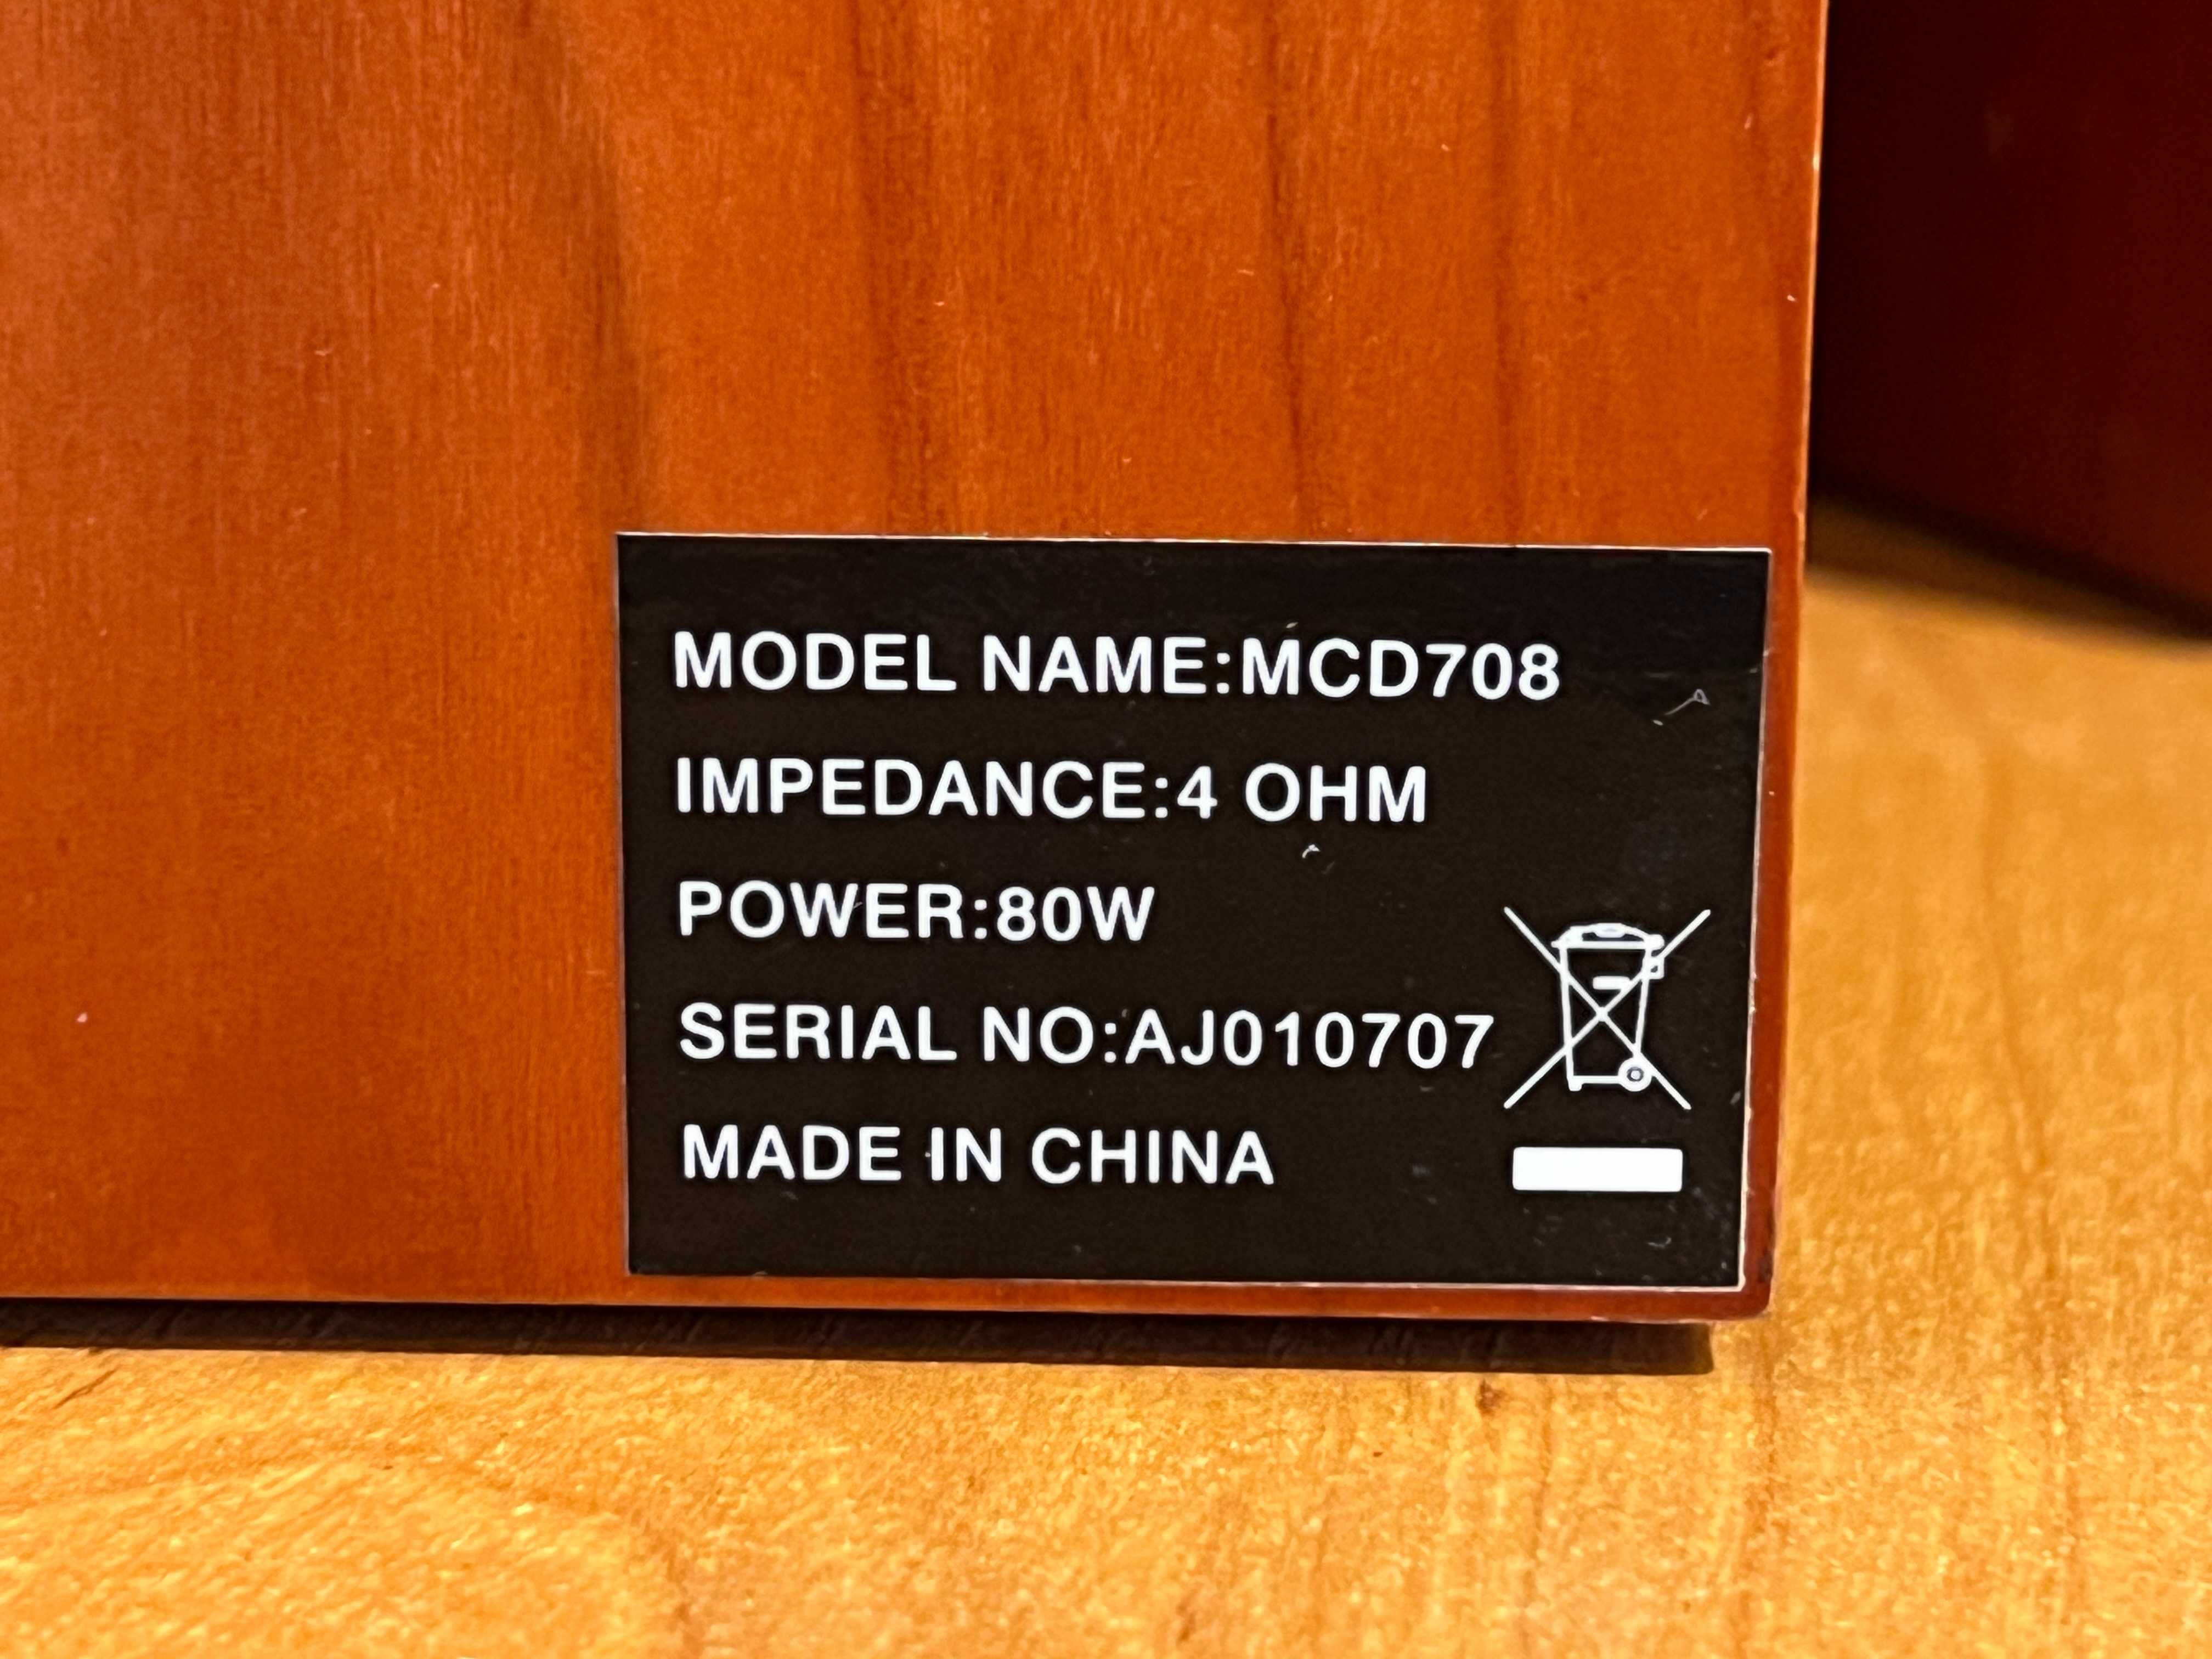 MODEL NAME:MCD708
IMPEDANCE:4 OHM
POWER:80W
SERIAL NO:AJ010707
MADE IN CHINA